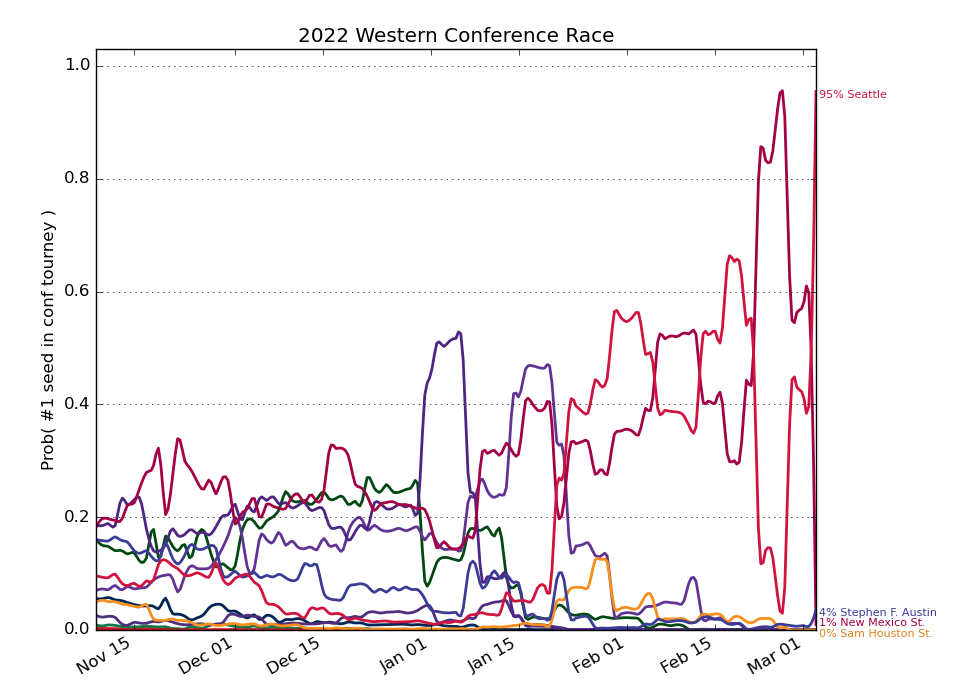 2022 Western Conference Race
Prob( #1 seed in conf tourney )
1.0
0.8
0.6
0.4
0.2
0.0
95% Seattle
4% Stephen F. Austin
1% New Mexico St.
0% Sam Houston St.
Nov 15
Dec 01
Dec 15
Jan 01
Jan 15
Feb 01
Feb 15
Mar 01